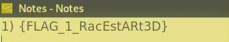 Notes - Notes
1) {FLAG_1_RacEstARt3D}